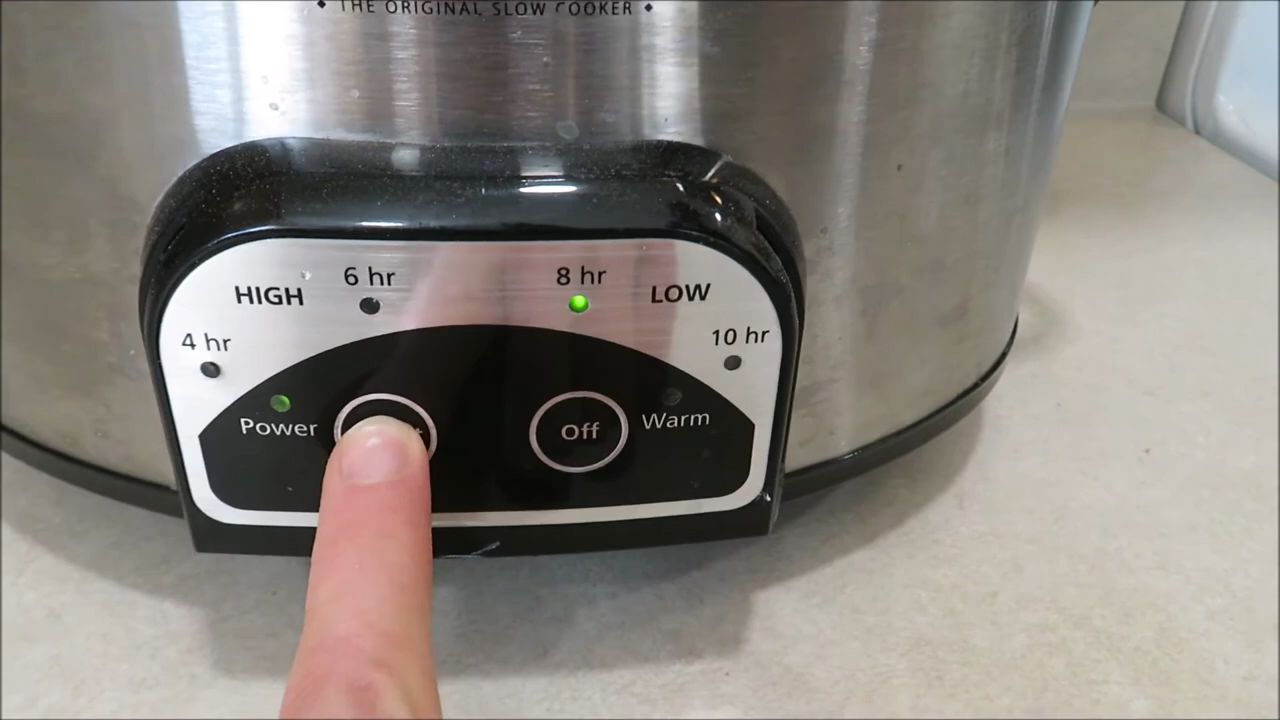 ◆ THE ORIGINAL SLOW COOKER ◆
6 hr
8 hr
HIGH
LOW
4 hr
10 hr
Power
Off
Warm